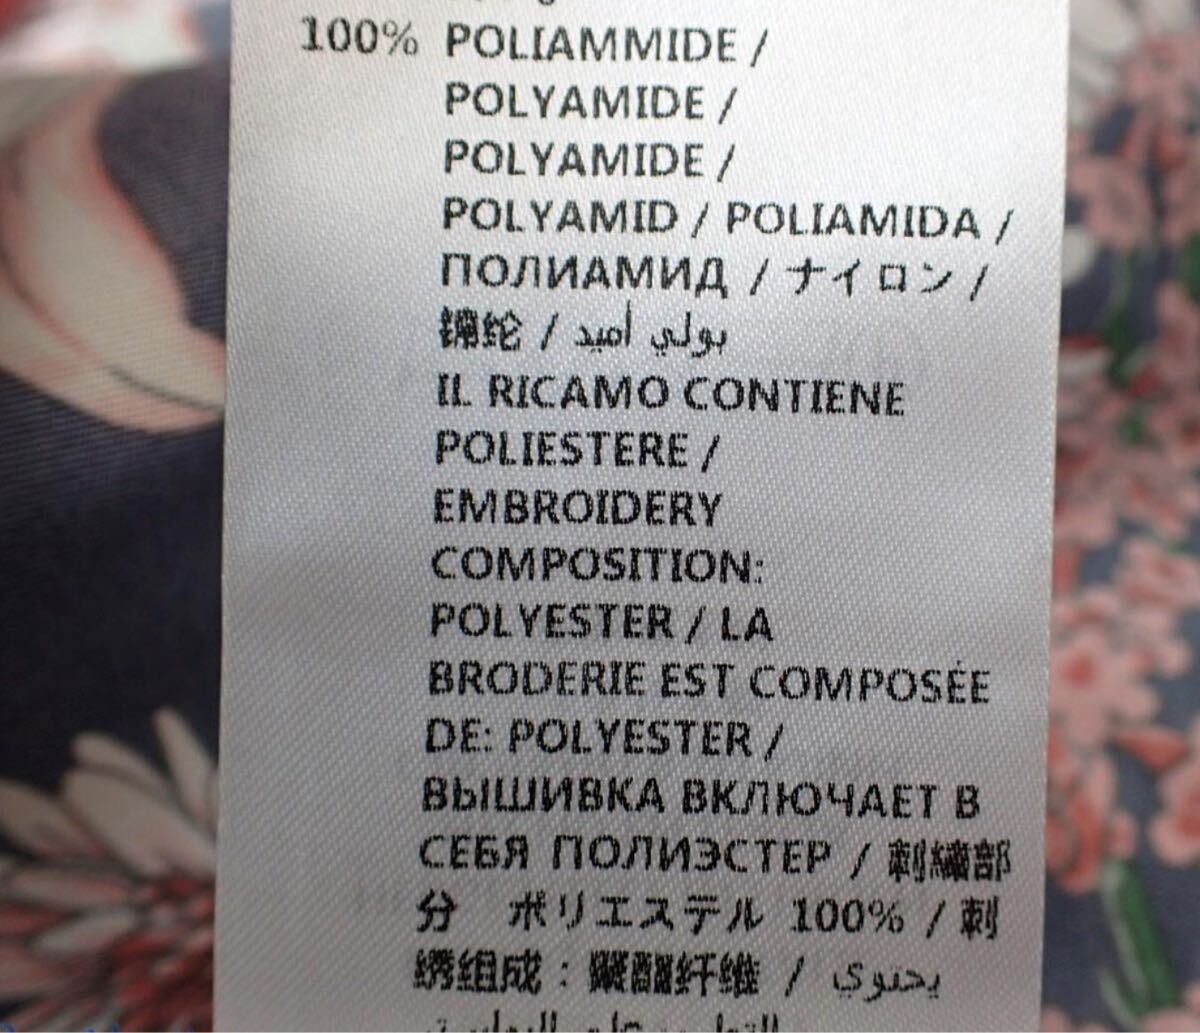 100% POLIAMMIDE /
POLYAMIDE /
POLYAMIDE /
POLYAMID / POLIAMIDA /
ПОЛИАМИД / ナイロン /
锦纶 / بولي أميد
IL RICAMO CONTIENE
POLIESTERE /
EMBROIDERY
COMPOSITION:
POLYESTER / LA
BRODERIE EST COMPOSÉE
DE: POLYESTER /
ВЫШИВКА ВКЛЮЧАЕТ В
СЕБЯ ПОЛИЭСТЕР / 刺繍部
分 ポリエステル 100% / 刺
绣组成：聚酯纤维 / يحتوي